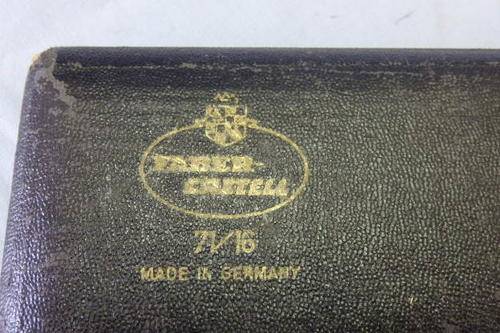 FABER-
CASTELL
71/16
MADE IN GERMANY